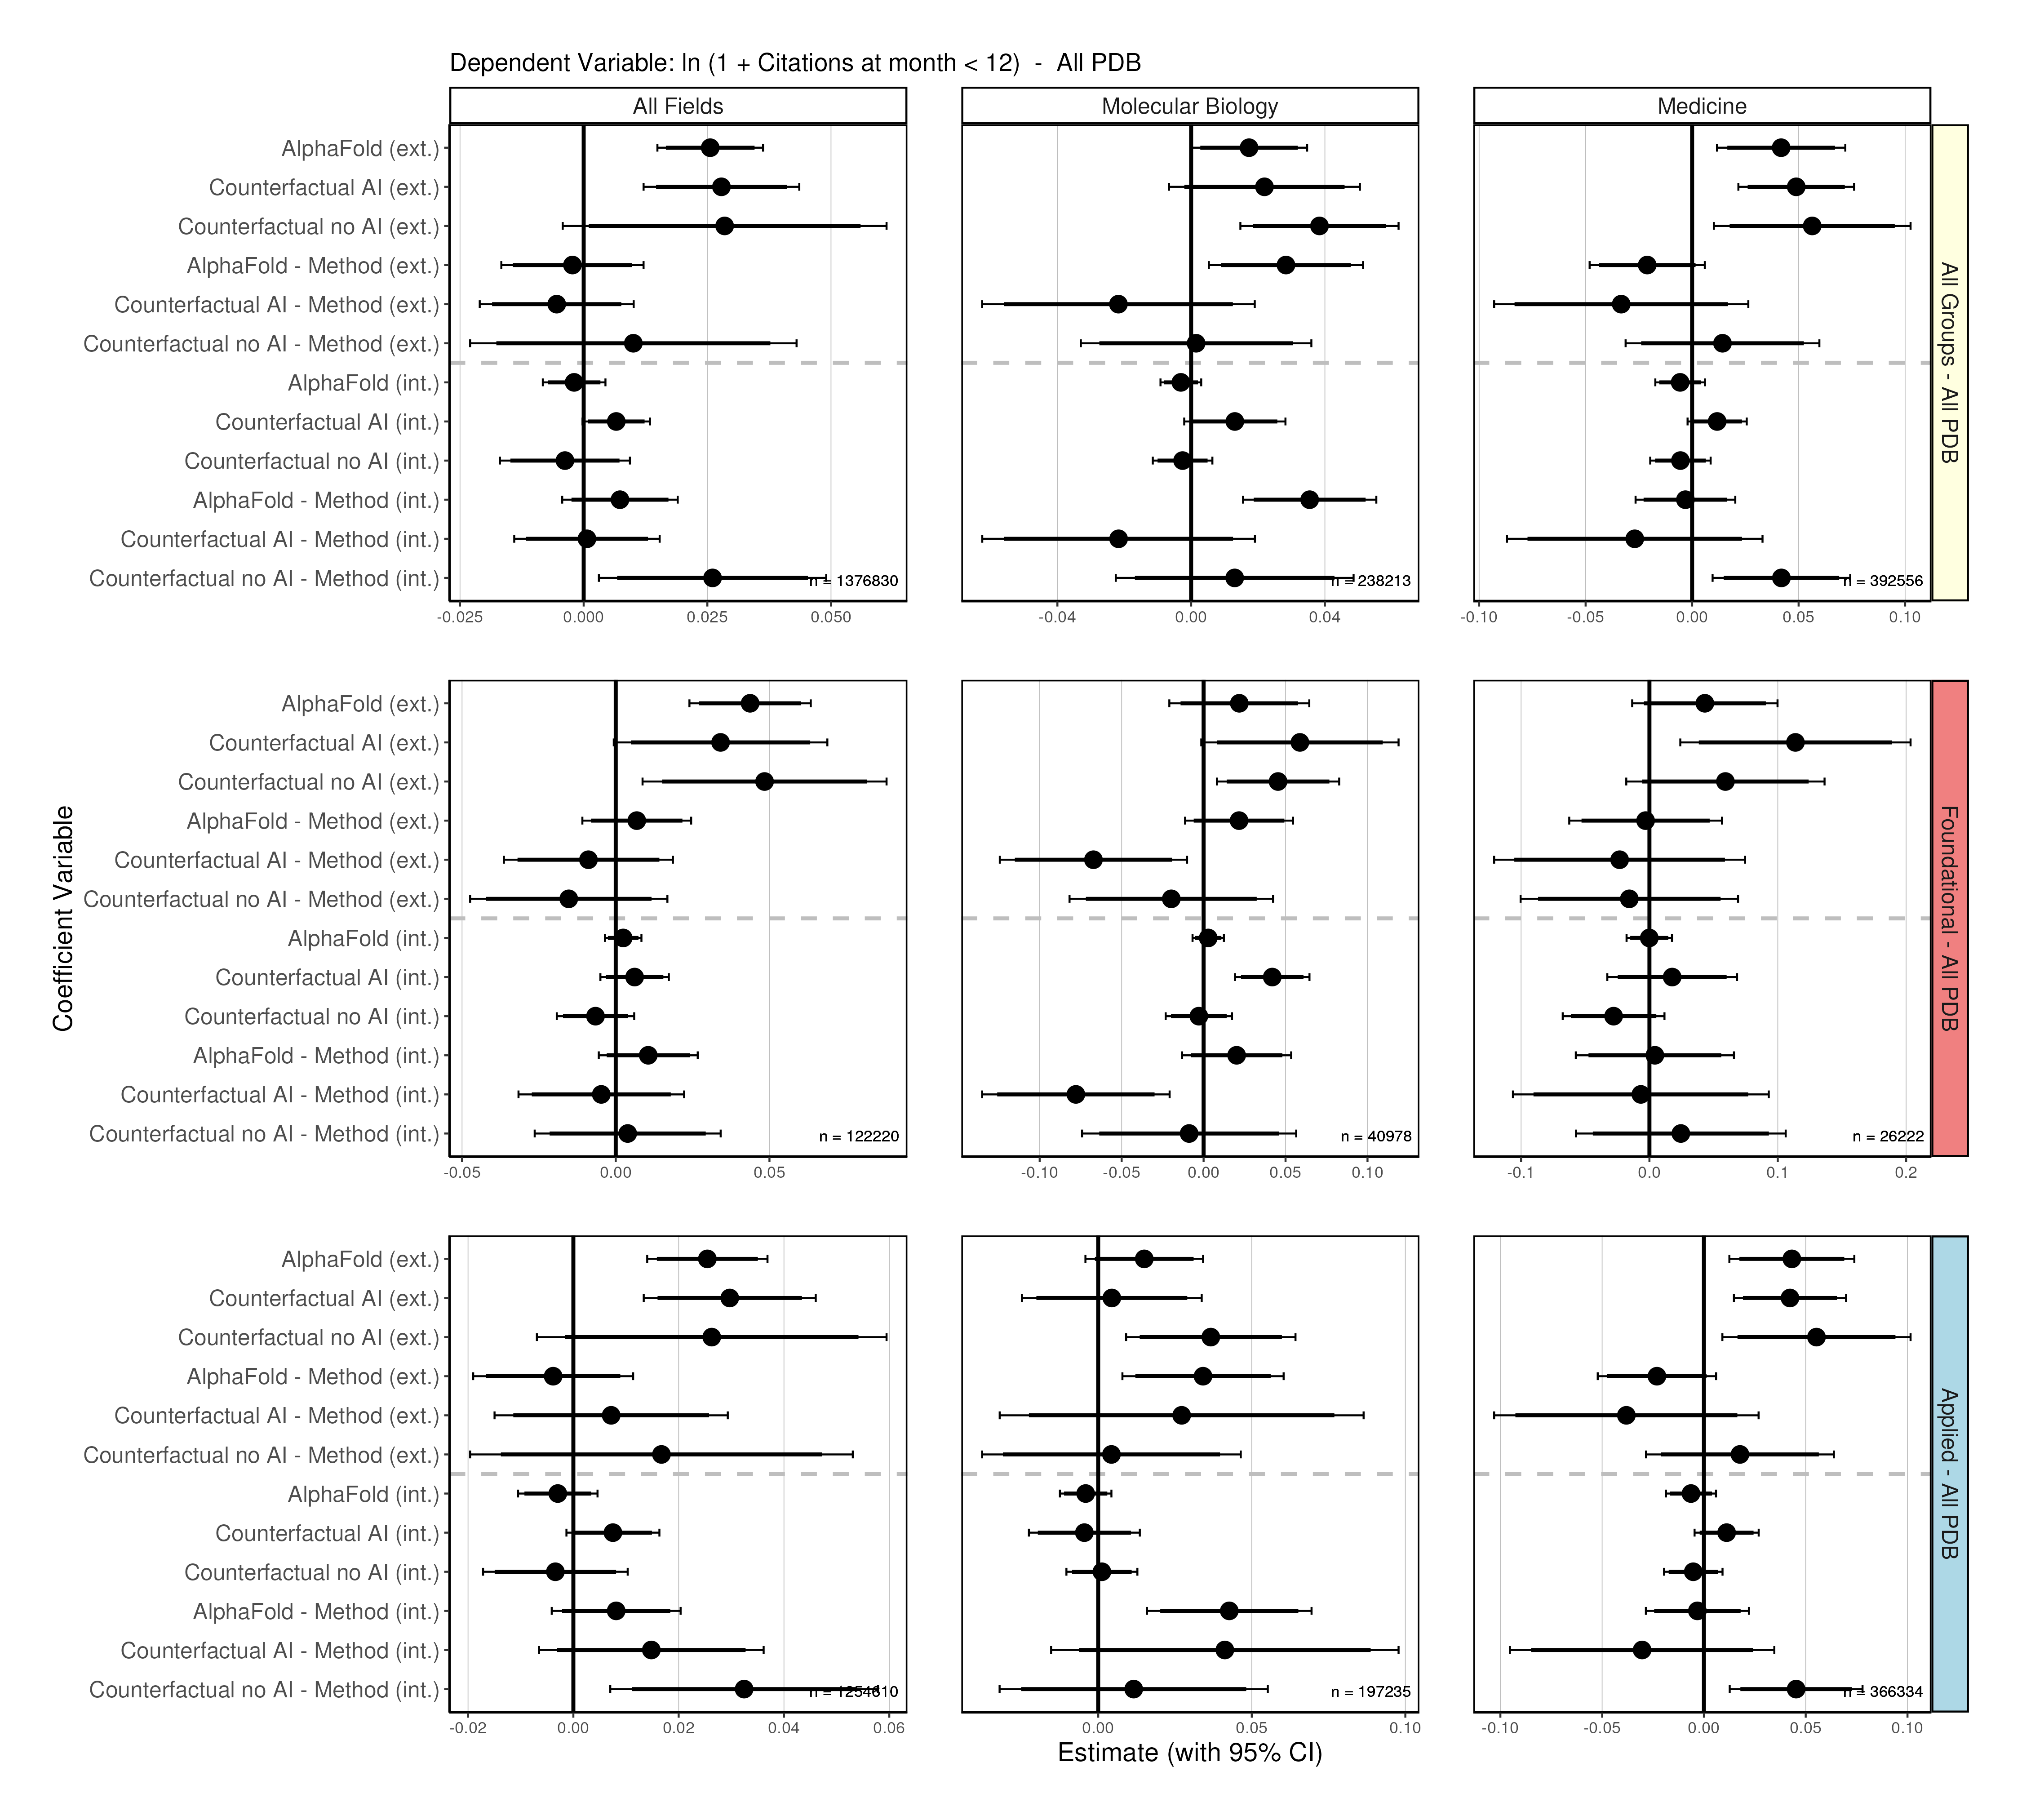 Dependent Variable: ln (1 + Citations at month < 12)  -  All PDB
All Fields
Molecular Biology
Medicine
AlphaFold (ext.)
Counterfactual AI (ext.)
Counterfactual no AI (ext.)
AlphaFold - Method (ext.)
Counterfactual AI - Method (ext.)
Counterfactual no AI - Method (ext.)
AlphaFold (int.)
Counterfactual AI (int.)
Counterfactual no AI (int.)
AlphaFold - Method (int.)
Counterfactual AI - Method (int.)
Counterfactual no AI - Method (int.)
n = 1376830
n = 238213
n = 392556
All Groups - All PDB
-0.025 0.000 0.025 0.050
-0.04 0.00 0.04
-0.10 -0.05 0.00 0.05 0.10
Coefficient Variable
AlphaFold (ext.)
Counterfactual AI (ext.)
Counterfactual no AI (ext.)
AlphaFold - Method (ext.)
Counterfactual AI - Method (ext.)
Counterfactual no AI - Method (ext.)
AlphaFold (int.)
Counterfactual AI (int.)
Counterfactual no AI (int.)
AlphaFold - Method (int.)
Counterfactual AI - Method (int.)
Counterfactual no AI - Method (int.)
n = 122220
n = 40978
n = 26222
Foundational - All PDB
-0.05 0.00 0.05
-0.10 -0.05 0.00 0.05 0.10
-0.1 0.0 0.1 0.2
AlphaFold (ext.)
Counterfactual AI (ext.)
Counterfactual no AI (ext.)
AlphaFold - Method (ext.)
Counterfactual AI - Method (ext.)
Counterfactual no AI - Method (ext.)
AlphaFold (int.)
Counterfactual AI (int.)
Counterfactual no AI (int.)
AlphaFold - Method (int.)
Counterfactual AI - Method (int.)
Counterfactual no AI - Method (int.)
n = 1254610
n = 197235
n = 366334
Applied - All PDB
-0.02 0.00 0.02 0.04 0.06
0.00 0.05 0.10
-0.10 -0.05 0.00 0.05 0.10
Estimate (with 95% CI)